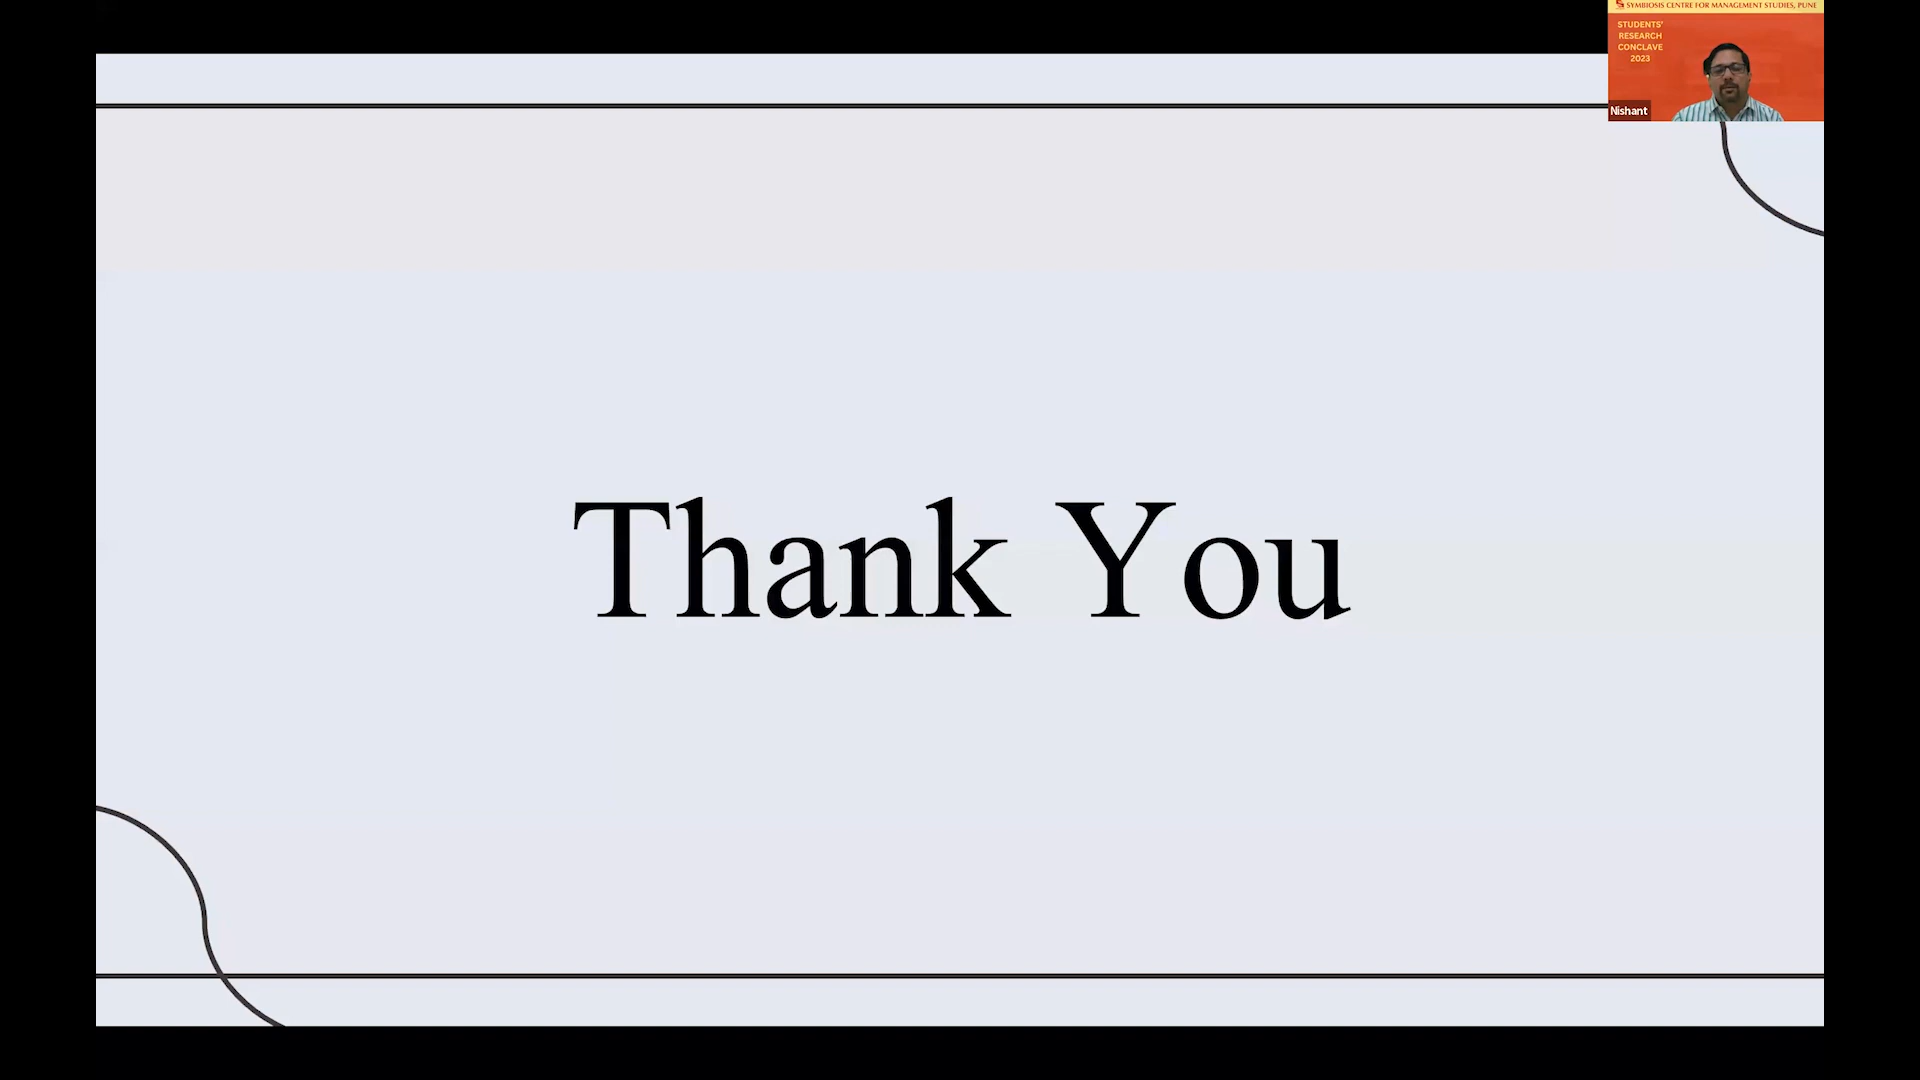 SYMBIOSIS CENTRE FOR MANAGEMENT STUDIES, PUNE
STUDENTS'
RESEARCH
CONCLAVE
2023
Nishant
Thank You